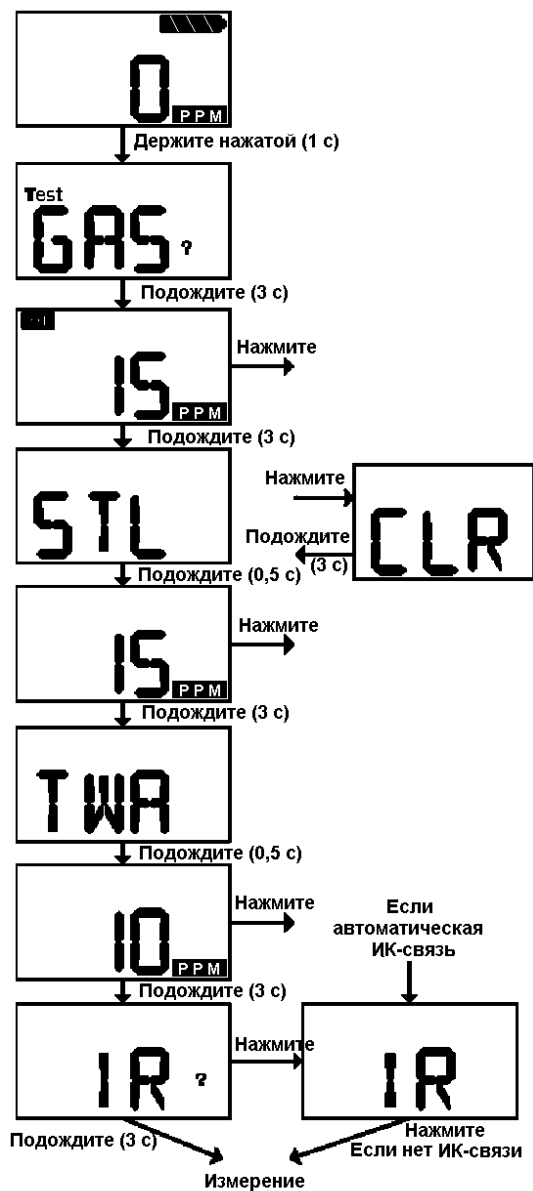 0
PPM
Держите нажатой (1 с)
Test
GAS ?
Подождите (3 с)
15
PPM
Нажмите
Подождите (3 с)
STL
Нажмите
CLR
Подождите
(3 с)
Подождите (0,5 с)
15
PPM
Нажмите
Подождите (3 с)
TWA
Подождите (0,5 с)
10
PPM
Нажмите
Подождите (3 с)
Если
автоматическая
ИК-связь
IR ?
Нажмите
IR
Подождите (3 с)
Нажмите
Если нет ИК-связи
Измерение